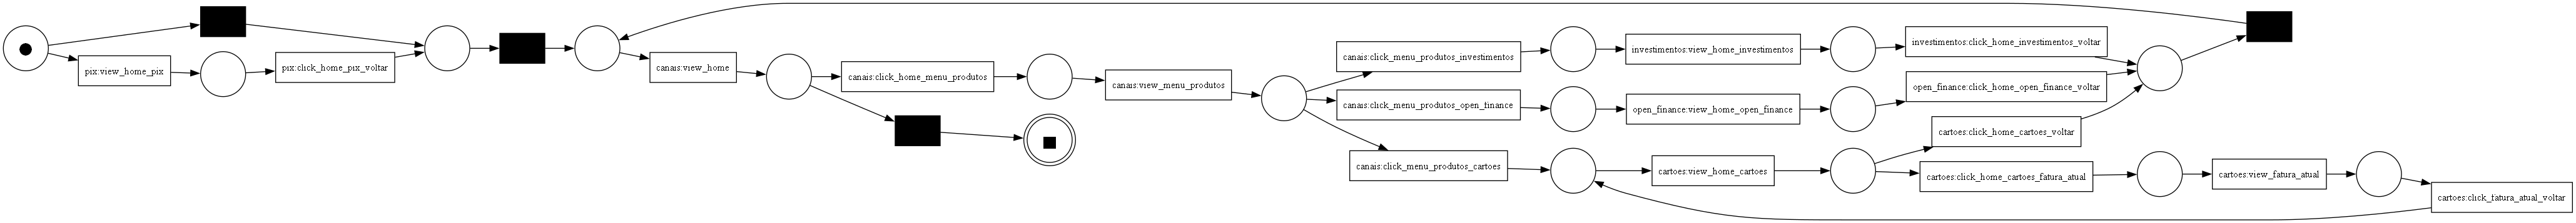 pix:view_home_pix
pix:click_home_pix_voltar
canais:view_home
canais:click_home_menu_produtos
canais:view_menu_produtos
canais:click_menu_produtos_investimentos
investimentos:view_home_investimentos
investimentos:click_home_investimentos_voltar
canais:click_menu_produtos_open_finance
open_finance:view_home_open_finance
open_finance:click_home_open_finance_voltar
canais:click_menu_produtos_cartoes
cartoes:view_home_cartoes
cartoes:click_home_cartoes_voltar
cartoes:click_home_cartoes_fatura_atual
cartoes:view_fatura_atual
cartoes:click_fatura_atual_voltar